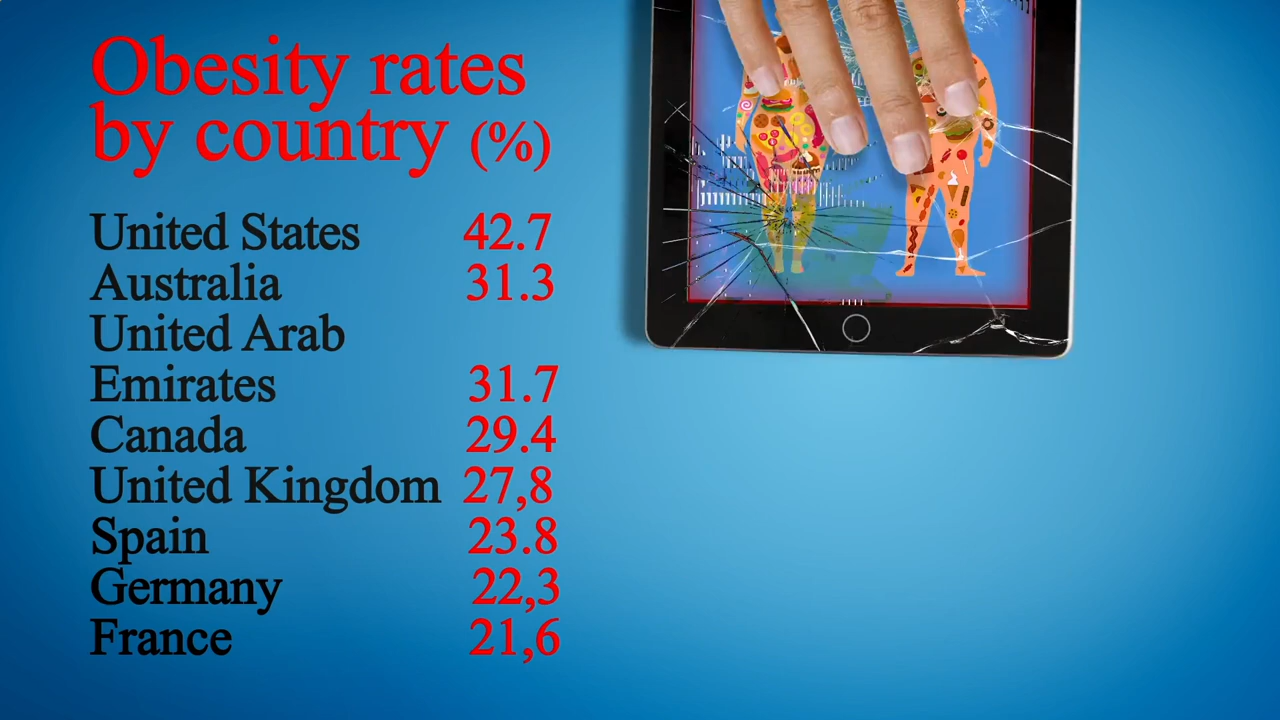 Obesity rates
by country (%)
United States 42.7
Australia 31.3
United Arab
Emirates 31.7
Canada 29.4
United Kingdom 27,8
Spain 23.8
Germany 22,3
France 21,6